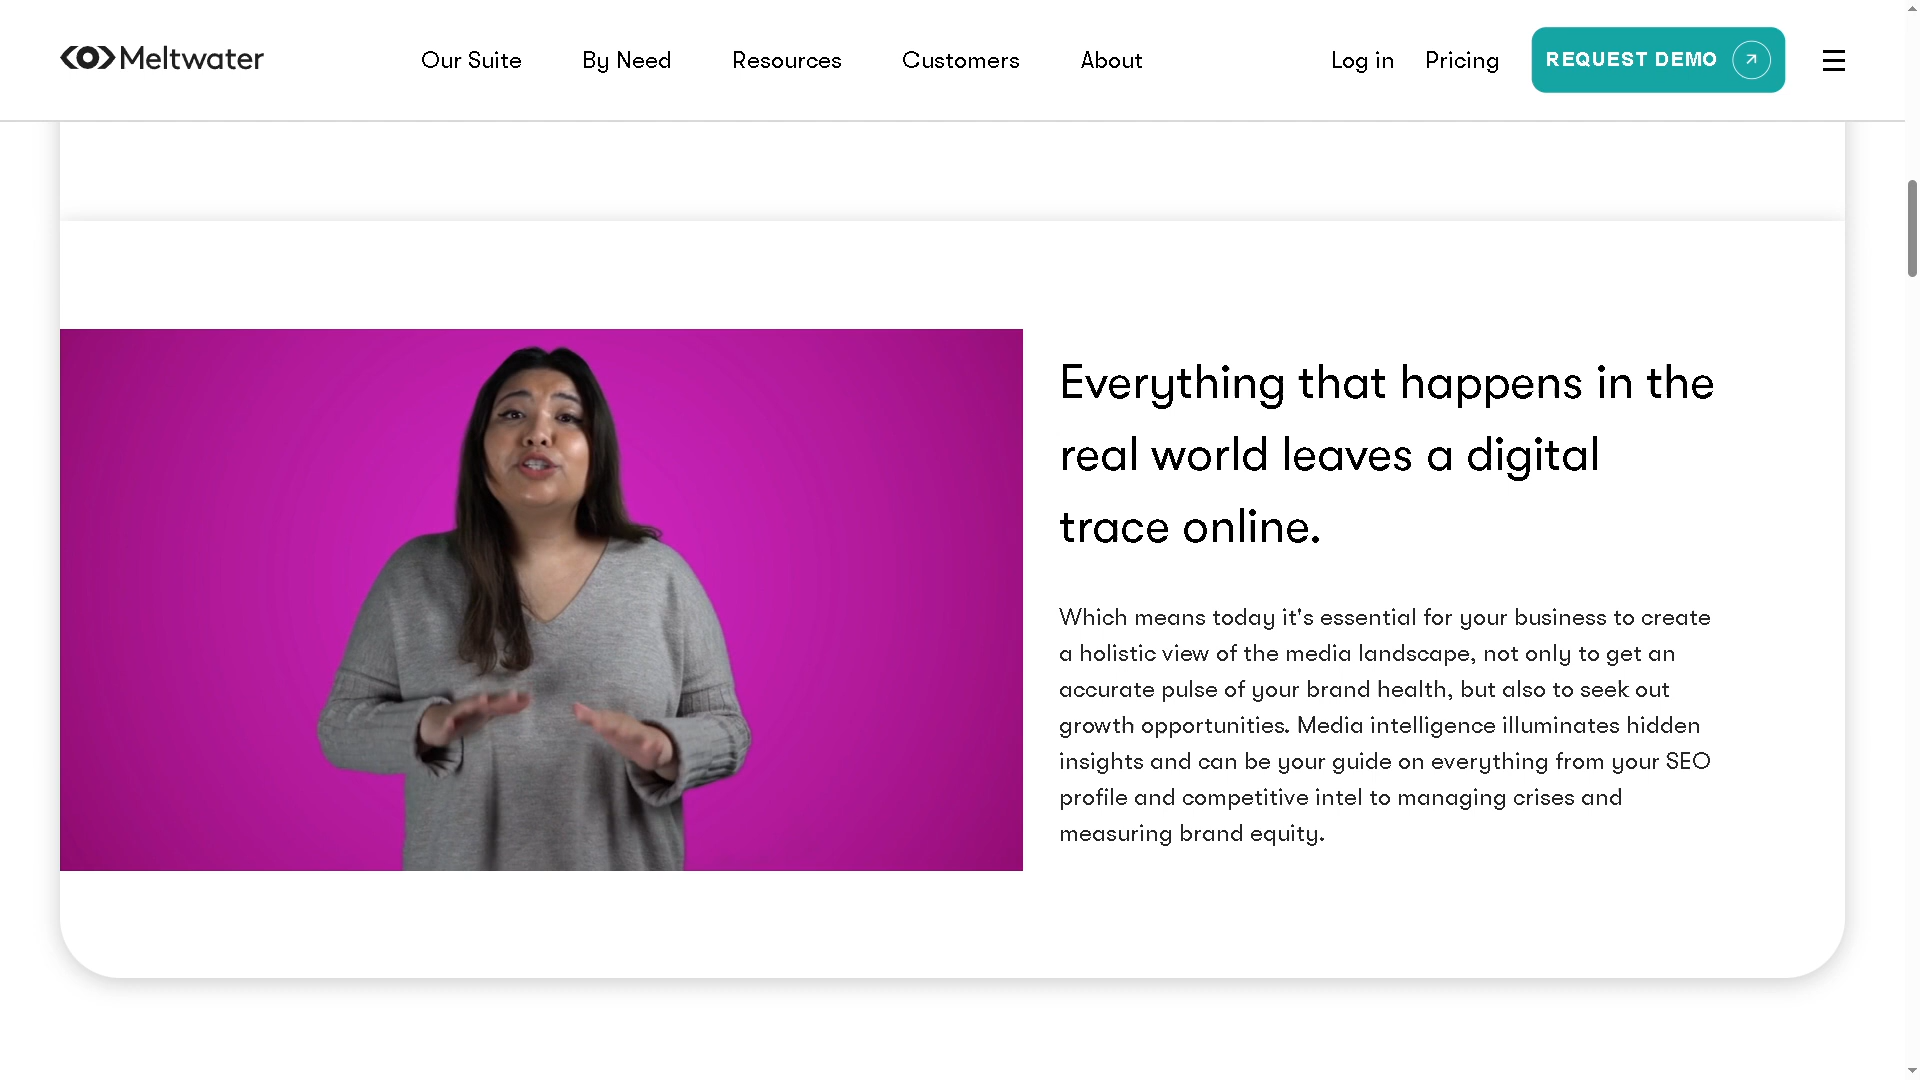 Meltwater
Our Suite
By Need
Resources
Customers
About
Log in
Pricing
REQUEST DEMO
Everything that happens in the
real world leaves a digital
trace online.
Which means today it's essential for your business to create
a holistic view of the media landscape, not only to get an
accurate pulse of your brand health, but also to seek out
growth opportunities. Media intelligence illuminates hidden
insights and can be your guide on everything from your SEO
profile and competitive intel to managing crises and
measuring brand equity.